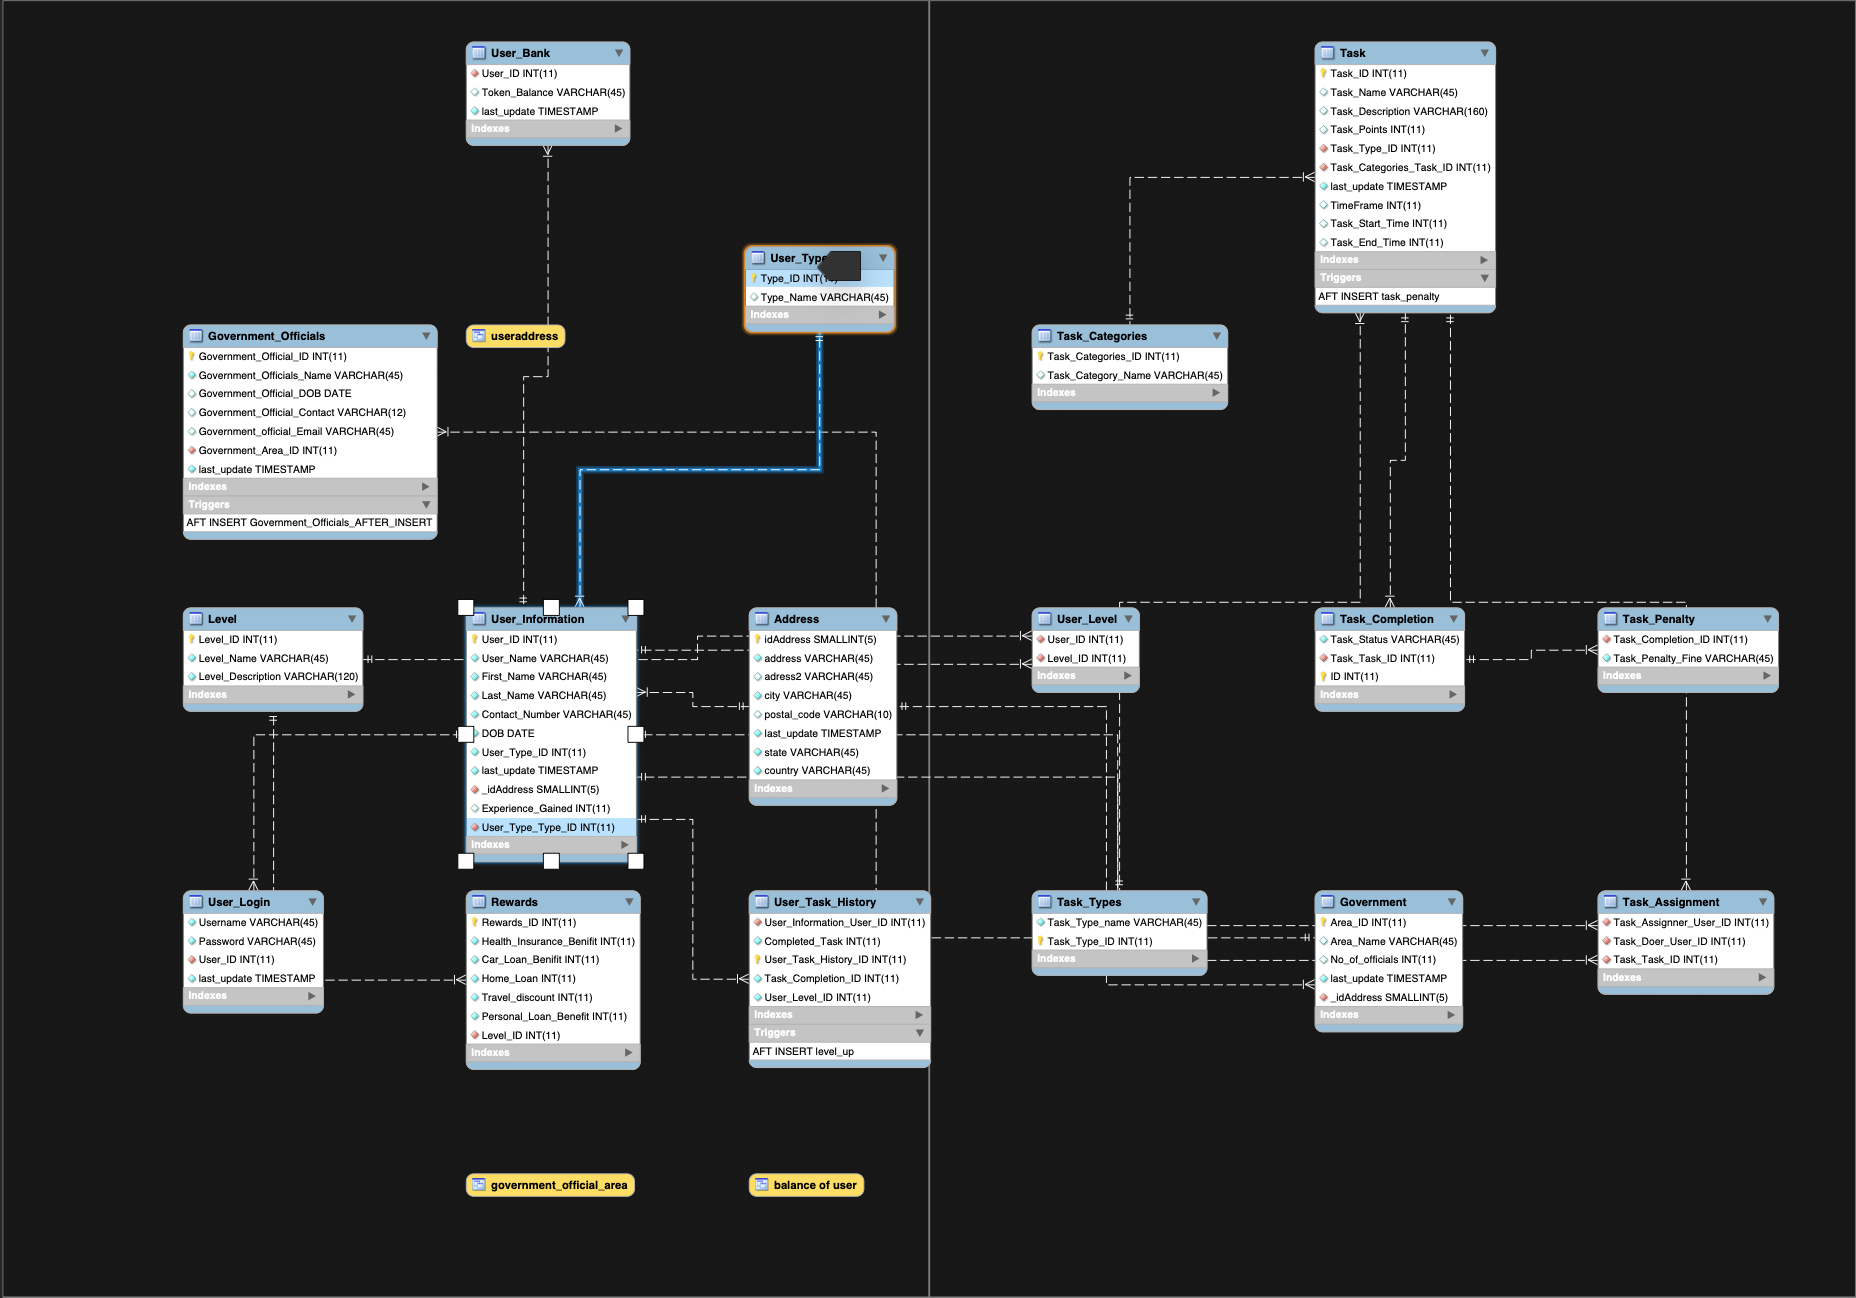 User_Bank
User_ID INT(11)
Token_Balance VARCHAR(45)
last_update TIMESTAMP
Indexes
Task
Task_ID INT(11)
Task_Name VARCHAR(45)
Task_Description VARCHAR(160)
Task_Points INT(11)
Task_Type_ID INT(11)
Task_Categories_Task_ID INT(11)
last_update TIMESTAMP
TimeFrame INT(11)
Task_Start_Time INT(11)
Task_End_Time INT(11)
Indexes
Triggers
AFT INSERT task_penalty
User_Type
Type_ID
Type_Name VARCHAR(45)
Indexes
Government_Officials
Government_Official_ID INT(11)
Government_Officials_Name VARCHAR(45)
Government_Official_DOB DATE
Government_Official_Contact VARCHAR(12)
Government_official_Email VARCHAR(45)
Government_Area_ID INT(11)
last_update TIMESTAMP
Indexes
Triggers
AFT INSERT Government_Officials_AFTER_INSERT
useraddress
Task_Categories
Task_Categories_ID INT(11)
Task_Category_Name VARCHAR(45)
Indexes
Level
Level_ID INT(11)
Level_Name VARCHAR(45)
Level_Description VARCHAR(120)
Indexes
User_Information
User_ID INT(11)
User_Name VARCHAR(45)
First_Name VARCHAR(45)
Last_Name VARCHAR(45)
Contact_Number VARCHAR(45)
DOB DATE
User_Type_ID INT(11)
last_update TIMESTAMP
_idAddress SMALLINT(5)
Experience_Gained INT(11)
User_Type_Type_ID INT(11)
Indexes
Address
idAddress SMALLINT(5)
address VARCHAR(45)
adress2 VARCHAR(45)
city VARCHAR(45)
postal_code VARCHAR(10)
last_update TIMESTAMP
state VARCHAR(45)
country VARCHAR(45)
Indexes
User_Level
User_ID INT(11)
Level_ID INT(11)
Indexes
Task_Completion
Task_Status VARCHAR(45)
Task_Task_ID INT(11)
ID INT(11)
Indexes
Task_Penalty
Task_Completion_ID INT(11)
Task_Penalty_Fine VARCHAR(45)
Indexes
User_Login
Username VARCHAR(45)
Password VARCHAR(45)
User_ID INT(11)
last_update TIMESTAMP
Indexes
Rewards
Rewards_ID INT(11)
Health_Insurance_Benifit INT(11)
Car_Loan_Benifit INT(11)
Home_Loan INT(11)
Travel_discount INT(11)
Personal_Loan_Benefit INT(11)
Level_ID INT(11)
Indexes
User_Task_History
User_Information_User_ID INT(11)
Completed_Task INT(11)
User_Task_History_ID INT(11)
Task_Completion_ID INT(11)
User_Level_ID INT(11)
Indexes
Triggers
AFT INSERT level_up
Task_Types
Task_Type_name VARCHAR(45)
Task_Type_ID INT(11)
Indexes
Government
Area_ID INT(11)
Area_Name VARCHAR(45)
No_of_officials INT(11)
last_update TIMESTAMP
_idAddress SMALLINT(5)
Indexes
Task_Assignment
Task_Assignner_User_ID INT(11)
Task_Doer_User_ID INT(11)
Task_Task_ID INT(11)
Indexes
government_official_area
balance of user